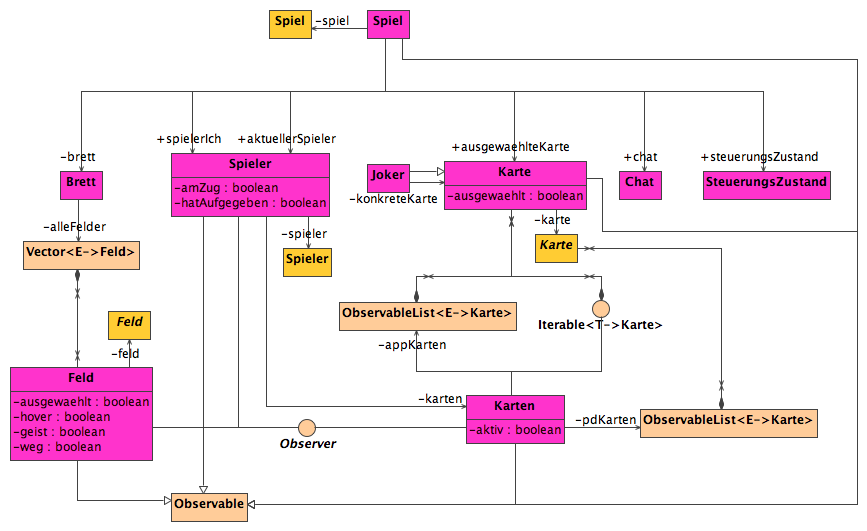 Spiel
-spiel
Spiel
+spielerIch
+aktuellerSpieler
+ausgewaehlteKarte
-brett
+chat
+steuerungsZustand
Brett
Spieler
-amZug : boolean
-hatAufgegeben : boolean
Joker
-konkreteKarte
Karte
-ausgewaehlt : boolean
Chat
SteuerungsZustand
-alleFelder
-karte
-spieler
Vector<E->Feld>
Spieler
Karte
Feld
-feld
ObservableList<E->Karte>
Iterable<T->Karte>
-appKarten
Feld
-ausgewaehlt : boolean
-hover : boolean
-geist : boolean
-weg : boolean
-karten
Karten
-aktiv : boolean
-pdKarten
ObservableList<E->Karte>
Observer
Observable